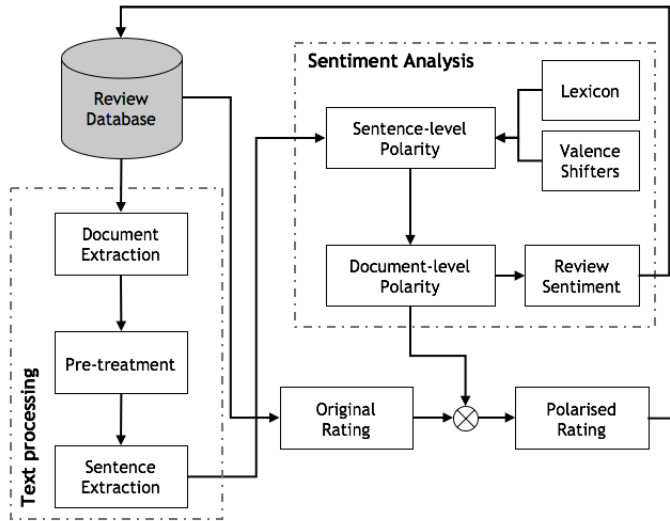 Sentiment Analysis
Review
Database
Lexicon
Sentence-level
Polarity
Valence
Shifters
Document
Extraction
Document-level
Polarity
Review
Sentiment
Pre-treatment
Text processing
Original
Rating
Polarised
Rating
Sentence
Extraction